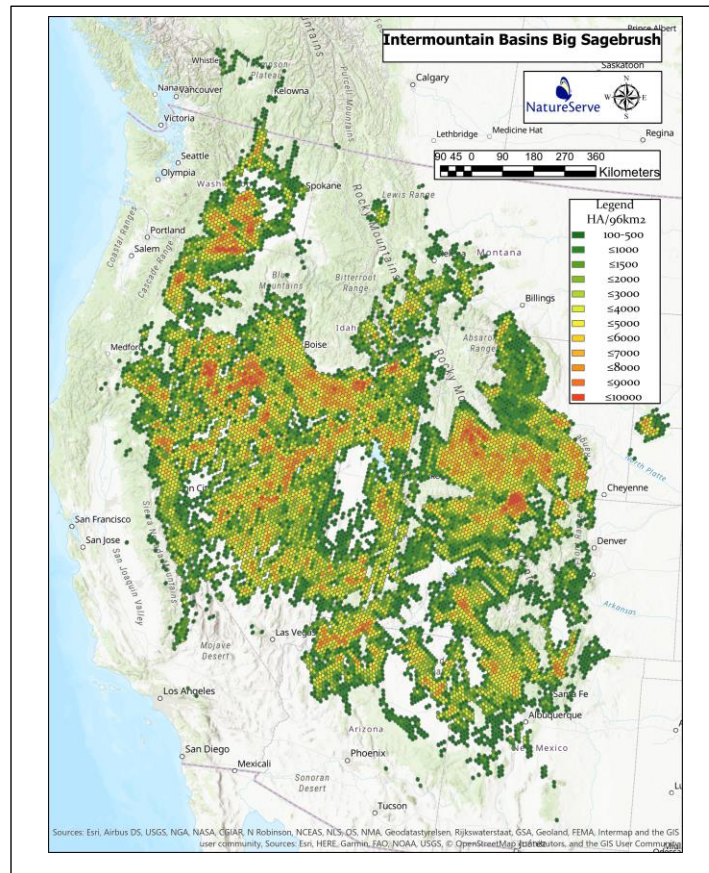 Intermountain Basins Big Sagebrush
Prince Albert
Whistler
Calgary
Saskatoon
Kelowna
Purcell Mountains
NatureServe
N
W
E
S
Vancouver
Victoria
Lethbridge
Medicine Hat
Regina
90 45 0 90 180 270 360
Kilometers
Seattle
Olympia
Spokane
Lewis Range
Rocky Mountains
Legend
HA/96km2
100-500
≤1000
≤1500
≤2000
≤3000
≤4000
≤5000
≤6000
≤7000
≤8000
≤9000
≤10000
Coastal Ranges
Cascade Range
Portland
Salem
Montana
Blue
Mountains
Bitterroot
Range
Billings
Medford
Boise
Absaroka
Range
North Platte
Cheyenne
San Francisco
San Jose
San Joaquin Valley
Denver
Arkansas
Mojave
Desert
Las Vegas
Los Angeles
Santa Fe
Albuquerque
New Mexico
Arizona
Phoenix
San Diego
Mexicali
Sonoran
Desert
Tucson
Sources: Esri, Airbus DS, USGS, NGA, NASA, CGIAR, N Robinson, NCEAS, NLS, OS, NMA, Geodatastyrelsen, Rijkswaterstaat, GSA, Geoland, FEMA, Intermap and the GIS
user community, Sources: Esri, HERE, Garmin, FAO, NOAA, USGS, © OpenStreetMap contributors, and the GIS User Community